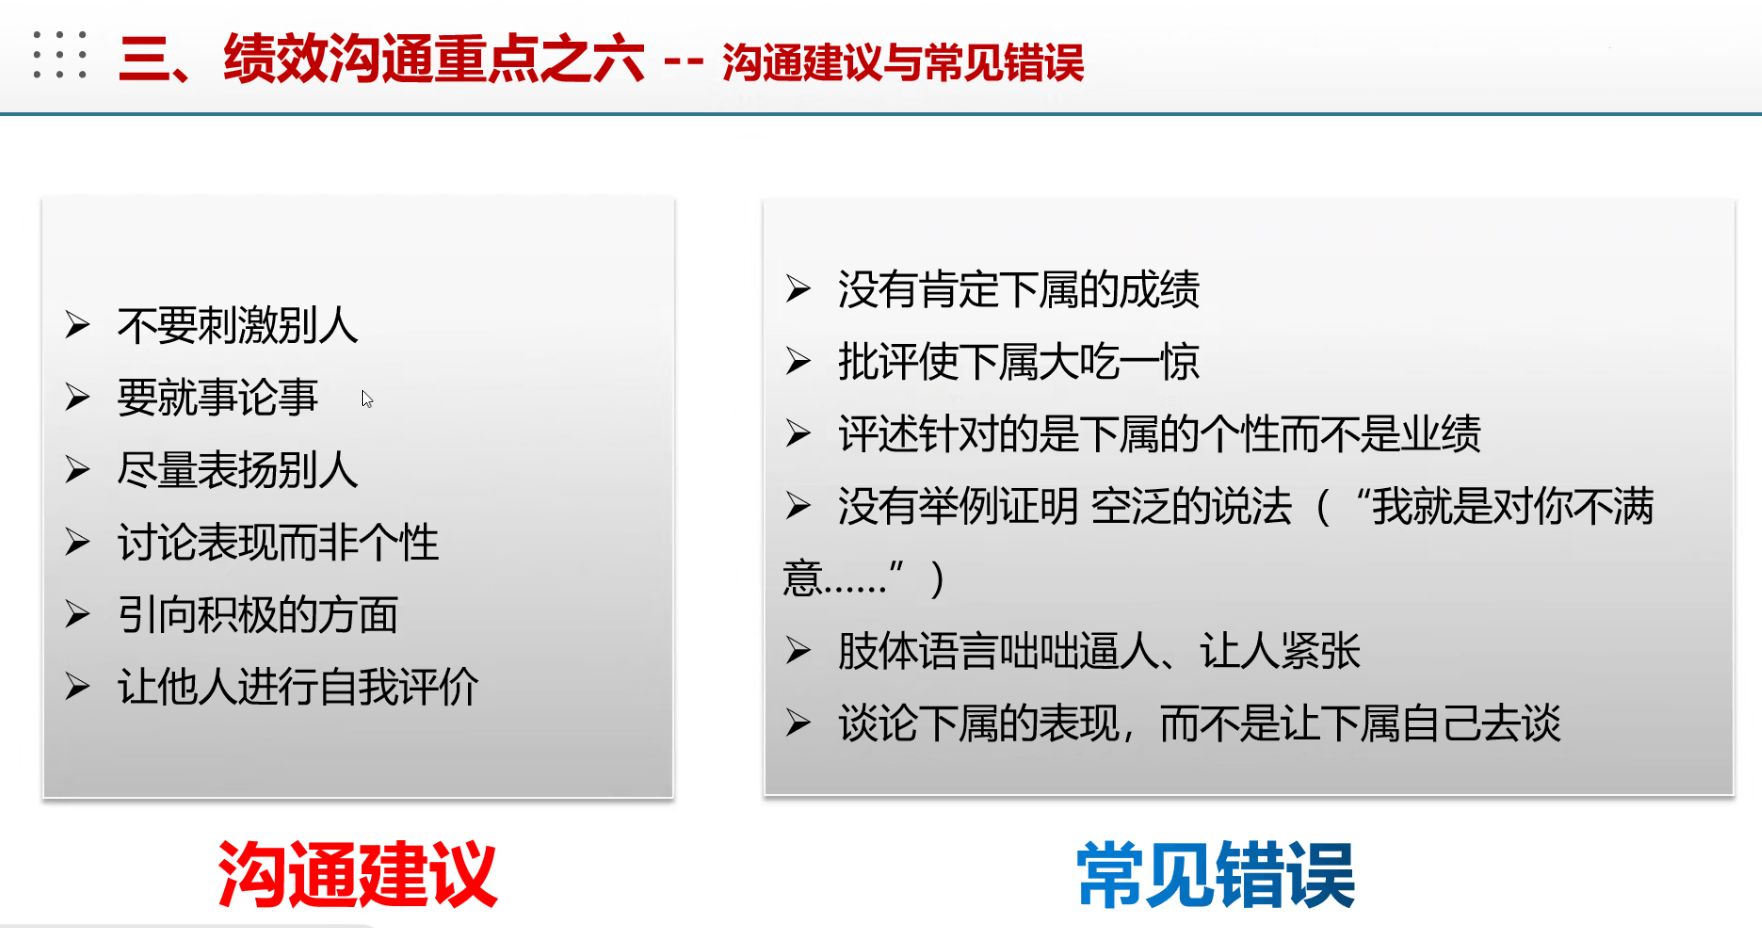 三、绩效沟通重点之六 -- 沟通建议与常见错误
➢ 不要刺激别人
➢ 要就事论事
➢ 尽量表扬别人
➢ 讨论表现而非个性
➢ 引向积极的方面
➢ 让他人进行自我评价
沟通建议
➢ 没有肯定下属的成绩
➢ 批评使下属大吃一惊
➢ 评述针对的是下属的个性而不是业绩
➢ 没有举例证明 空泛的说法（“我就是对你不满
意......”）
➢ 肢体语言咄咄逼人、让人紧张
➢ 谈论下属的表现，而不是让下属自己去谈
常见错误